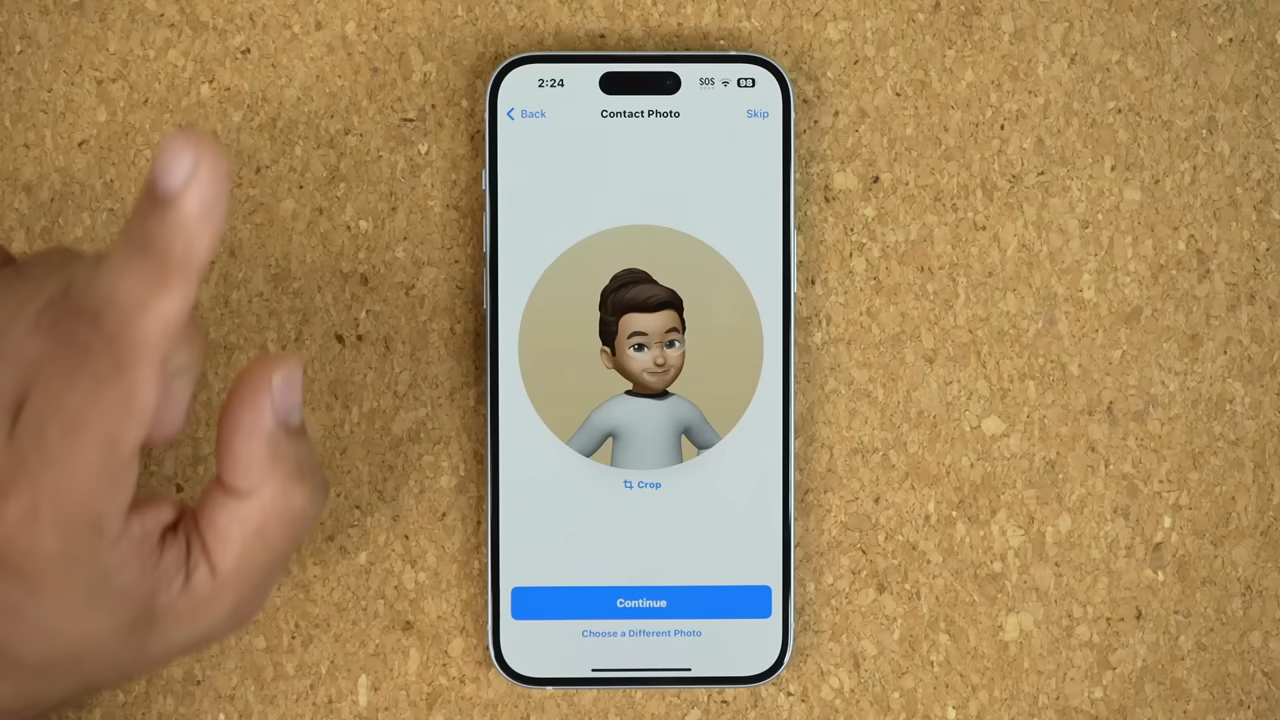 2:24 SOS 98
Back Contact Photo Skip
Crop
Continue
Choose a Different Photo